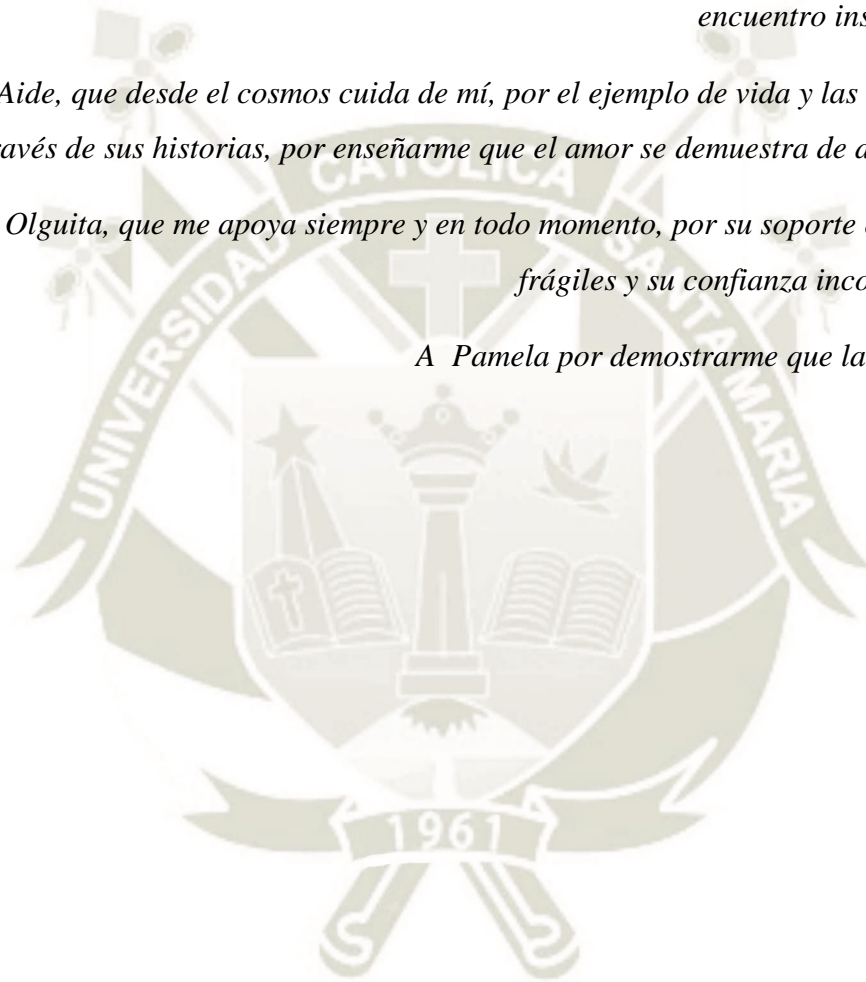 encuentro ins
Aide, que desde el cosmos cuida de mí, por el ejemplo de vida y las
ravés de sus historias, por enseñarme que el amor se demuestra de
Olguita, que me apoya siempre y en todo momento, por su soporte
frágiles y su confianza inco
A Pamela por demostrarme que la
UNIVERSIDAD CATOLICA SANTA MARIA
1961